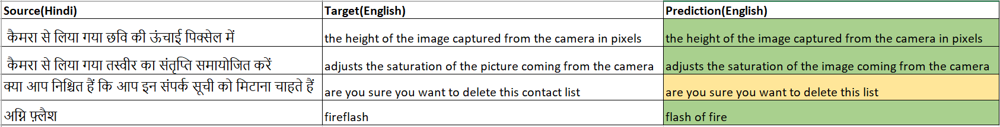 Source(Hindi) Target(English) Prediction(English)
कैमरा से लिया गया छवि की ऊंचाई पिक्सेल में the height of the image captured from the camera in pixels the height of the image captured from the camera in pixels
कैमरा से लिया गया तस्वीर का संतृप्ति समायोजित करें adjusts the saturation of the picture coming from the camera adjusts the saturation of the image coming from the camera
क्या आप निश्चित हैं कि आप इन संपर्क सूची को मिटाना चाहते हैं are you sure you want to delete this contact list are you sure you want to delete this list
अग्नि फ़्लैश fireflash flash of fire